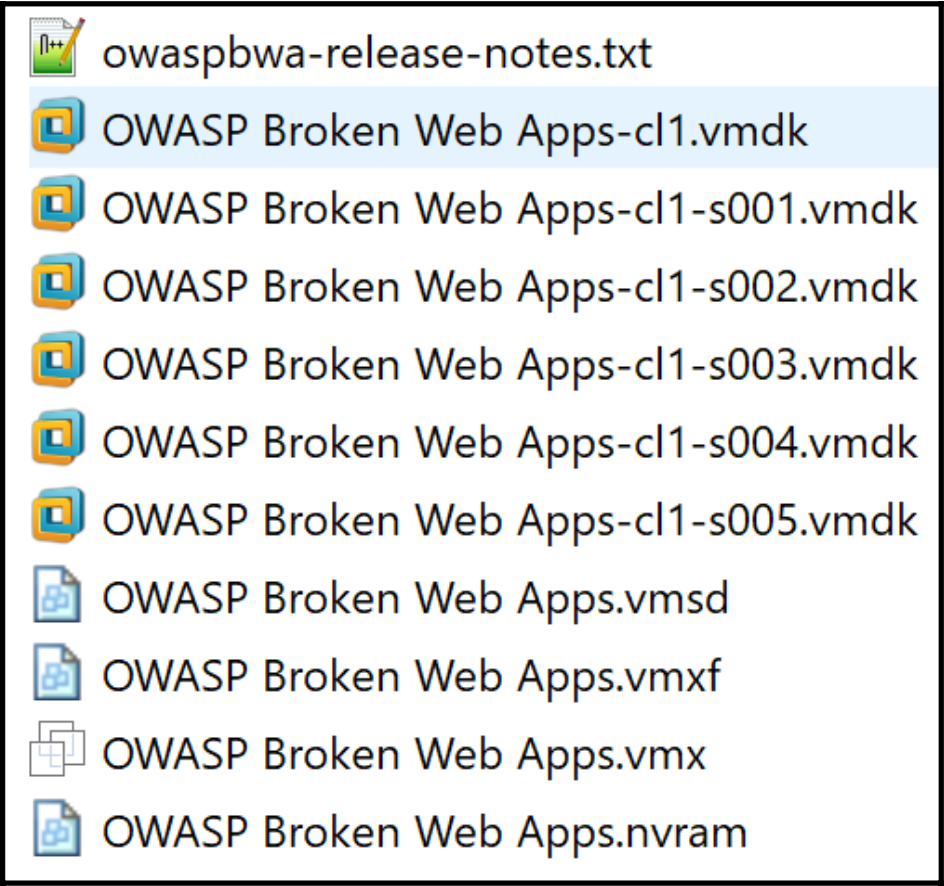 n++
owaspbwa-release-notes.txt
OWASP Broken Web Apps-cl1.vmdk
OWASP Broken Web Apps-cl1-s001.vmdk
OWASP Broken Web Apps-cl1-s002.vmdk
OWASP Broken Web Apps-cl1-s003.vmdk
OWASP Broken Web Apps-cl1-s004.vmdk
OWASP Broken Web Apps-cl1-s005.vmdk
OWASP Broken Web Apps.vmsd
OWASP Broken Web Apps.vmxf
OWASP Broken Web Apps.vmx
OWASP Broken Web Apps.nvram